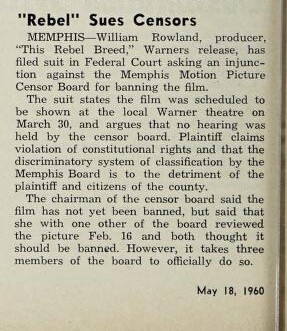 "Rebel" Sues Censors
MEMPHIS—William Rowland, producer,
"This Rebel Breed," Warners release, has
filed suit in Federal Court asking an injunc-
tion against the Memphis Motion Picture
Censor Board for banning the film.
The suit states the film was scheduled to
be shown at the local Warner theatre on
March 30, and argues that no hearing was
held by the censor board. Plaintiff claims
violation of constitutional rights and that the
discriminatory system of classification by the
Memphis Board is to the detriment of the
plaintiff and citizens of the county.
The chairman of the censor board said the
film has not yet been banned, but said that
she with one other of the board reviewed
the picture Feb. 16 and both thought it
should be banned. However, it takes three
members of the board to officially do so.
May 18, 1960